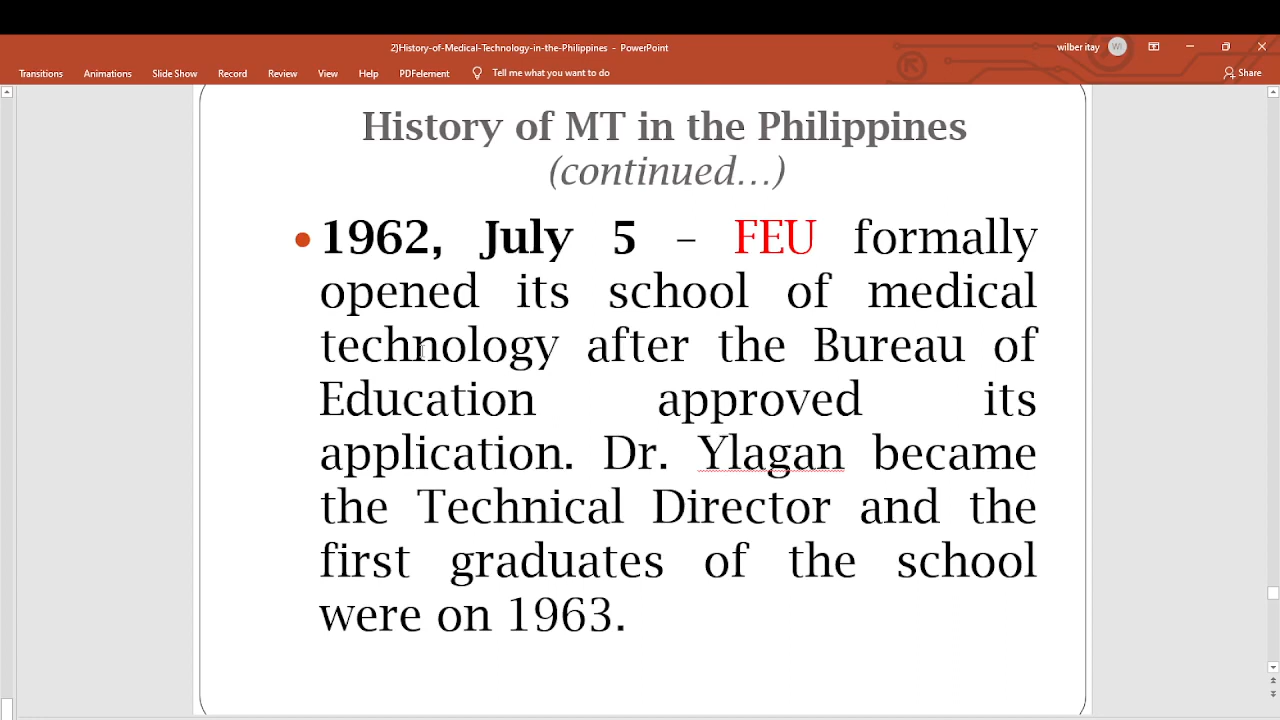 2]History-of-Medical-Technology-in-the-Philippines - PowerPoint
wilber itay WI
Transitions Animations Slide Show Record Review View Help PDFelement Tell me what you want to do Share
History of MT in the Philippines
(continued...)
• 1962, July 5 – FEU formally
opened its school of medical
technology after the Bureau of
Education approved its
application. Dr. Ylagan became
the Technical Director and the
first graduates of the school
were on 1963.